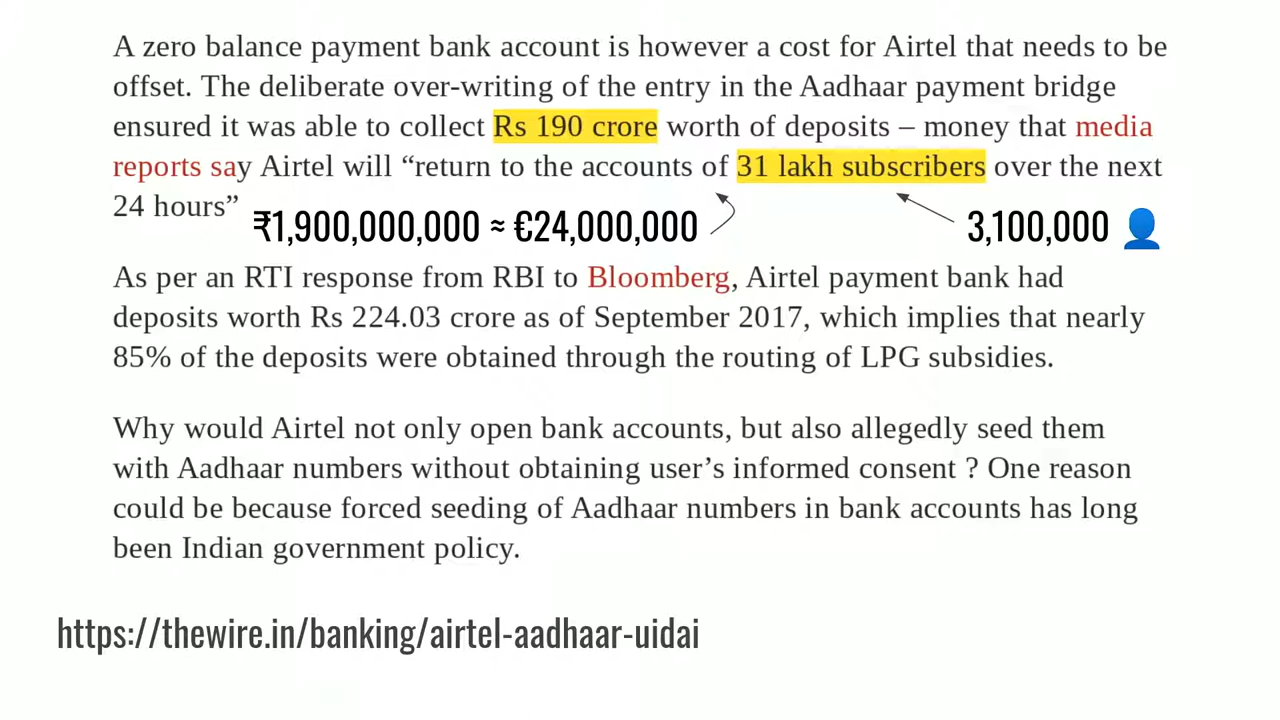 A zero balance payment bank account is however a cost for Airtel that needs to be
offset. The deliberate over-writing of the entry in the Aadhaar payment bridge
ensured it was able to collect Rs 190 crore worth of deposits – money that media
reports say Airtel will “return to the accounts of 31 lakh subscribers over the next
24 hours”
₹1,900,000,000 ≈ €24,000,000
3,100,000 👤
As per an RTI response from RBI to Bloomberg, Airtel payment bank had
deposits worth Rs 224.03 crore as of September 2017, which implies that nearly
85% of the deposits were obtained through the routing of LPG subsidies.
Why would Airtel not only open bank accounts, but also allegedly seed them
with Aadhaar numbers without obtaining user’s informed consent ? One reason
could be because forced seeding of Aadhaar numbers in bank accounts has long
been Indian government policy.
https://thewire.in/banking/airtel-aadhaar-uidai